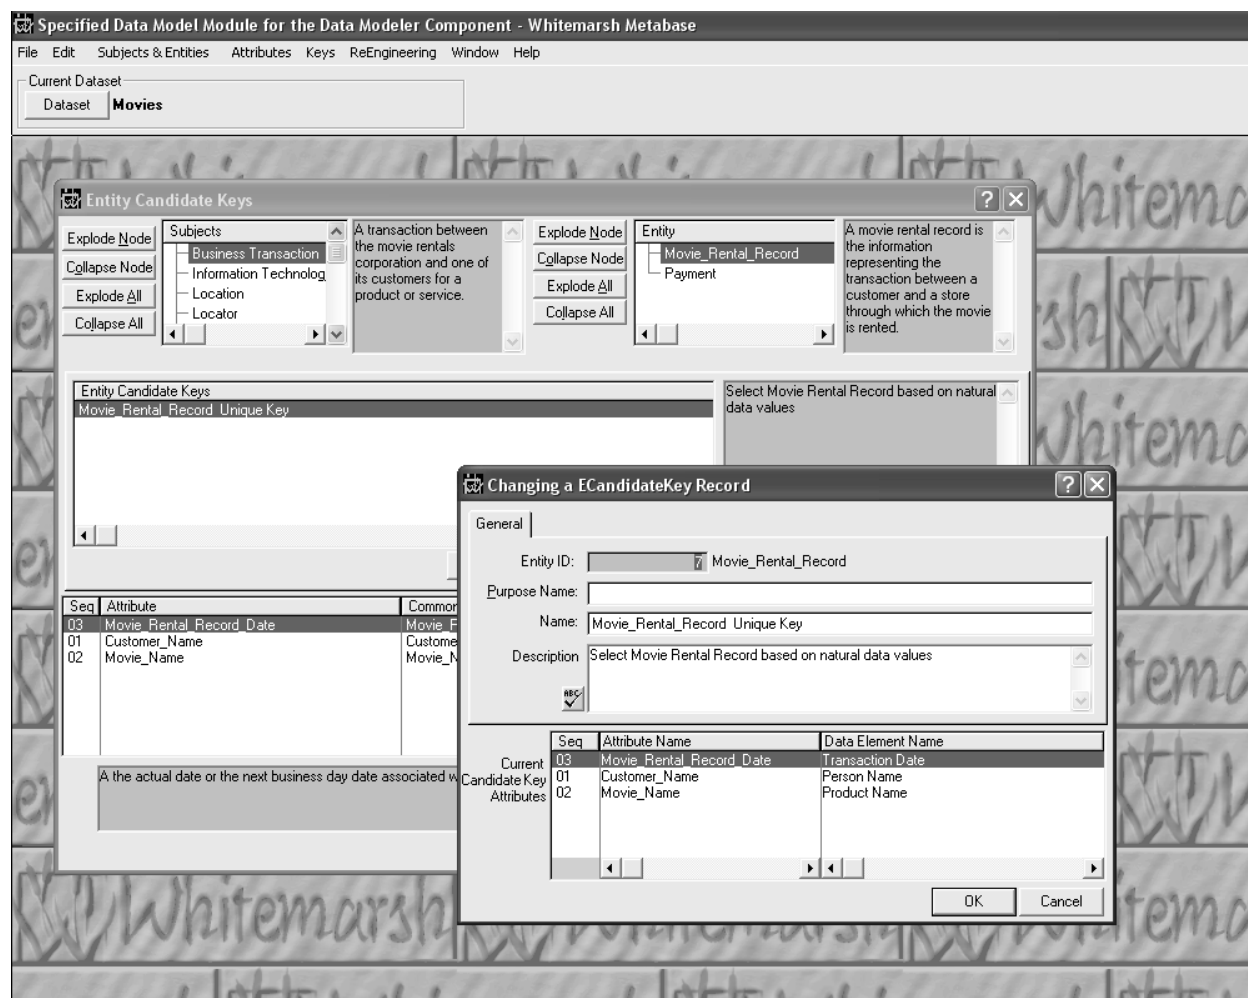 Specified Data Model Module for the Data Modeler Component - Whitemarsh Metabase
File Edit Subjects & Entities Attributes Keys ReEngineering Window Help
Current Dataset
Dataset Movies
Entity Candidate Keys
Explode Node
Collapse Node
Explode All
Collapse All
Subjects
Business Transaction
Information Technolog
Location
Locator
A transaction between
the movie rentals
corporation and one of
its customers for a
product or service.
Explode Node
Collapse Node
Explode All
Collapse All
Entity
Movie_Rental_Record
Payment
A movie rental record is
the information
representing the
transaction between a
customer and a store
through which the movie
is rented.
Entity Candidate Keys
Movie_Rental_Record Unique Key
Select Movie Rental Record based on natural
data values
Seq Attribute Common
03 Movie_Rental_Record_Date Movie_F
01 Customer_Name Custome
02 Movie_Name Movie_N
A the actual date or the next business day date associated w
Changing a ECandidateKey Record
General
Entity ID: 7 Movie_Rental_Record
Purpose Name:
Name: Movie_Rental_Record Unique Key
Description Select Movie Rental Record based on natural data values
ABC
Current
Candidate Key
Attributes
Seq Attribute Name Data Element Name
03 Movie_Rental_Record_Date Transaction Date
01 Customer_Name Person Name
02 Movie_Name Product Name
OK Cancel
Whitemarsh